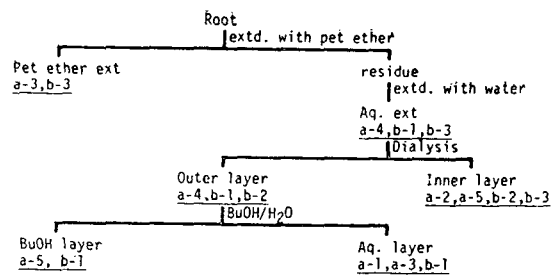 Root
extd. with pet ether
Pet ether ext
a-3,b-3
residue
extd. with water
Aq. ext
a-4,b-1,b-3
Dialysis
Outer layer
a-4,b-1,b-2
Inner layer
a-2,a-5,b-2,b-3
BuOH/H2O
BuOH layer
a-5, b-1
Aq. layer
a-1,a-3,b-1